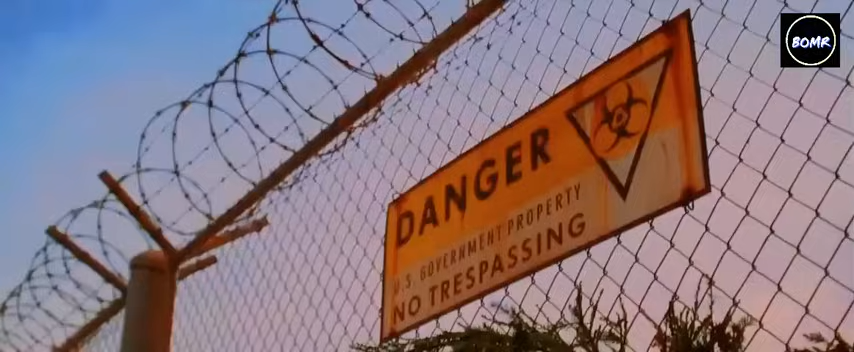 BOMR
DANGER
U.S. GOVERNMENT PROPERTY
NO TRESPASSING